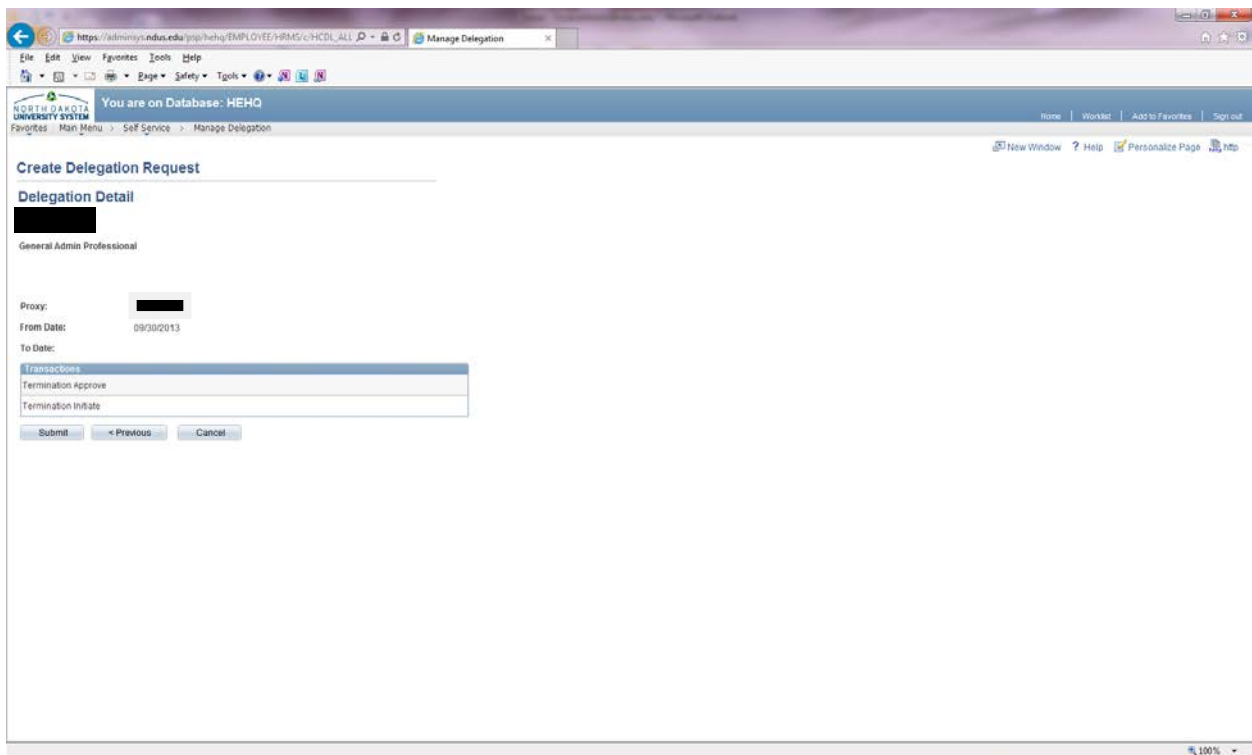 https://adminsys.ndus.edu/psp/hehq/EMPLOYEE/HRMS/c/HCDL_ALL
Manage Delegation
File Edit View Favorites Tools Help
Page Safety Tools
NORTH DAKOTA
UNIVERSITY SYSTEM
You are on Database: HEHQ
Home | Worklist | Add to Favorites | Sign out
Favorites Main Menu > Self Service > Manage Delegation
New Window ? Help Personalize Page http
Create Delegation Request
Delegation Detail
General Admin Professional
Proxy:
From Date: 09/30/2013
To Date:
Transactions
Termination Approve
Termination Initiate
Submit < Previous Cancel
100%